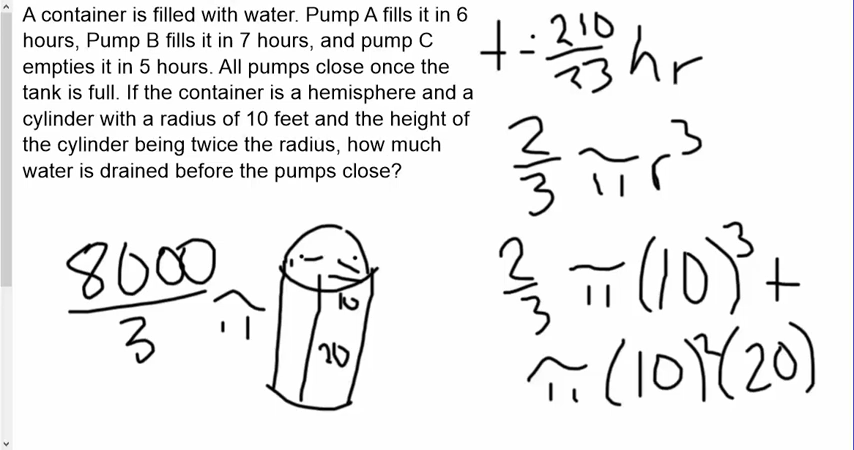 A container is filled with water. Pump A fills it in 6
hours, Pump B fills it in 7 hours, and pump C
empties it in 5 hours. All pumps close once the
tank is full. If the container is a hemisphere and a
cylinder with a radius of 10 feet and the height of
the cylinder being twice the radius, how much
water is drained before the pumps close?
t = 210/23 hr
2/3 π r³
2/3 π (10)³ +
π (10)² (20)
8000/3 π
10
20